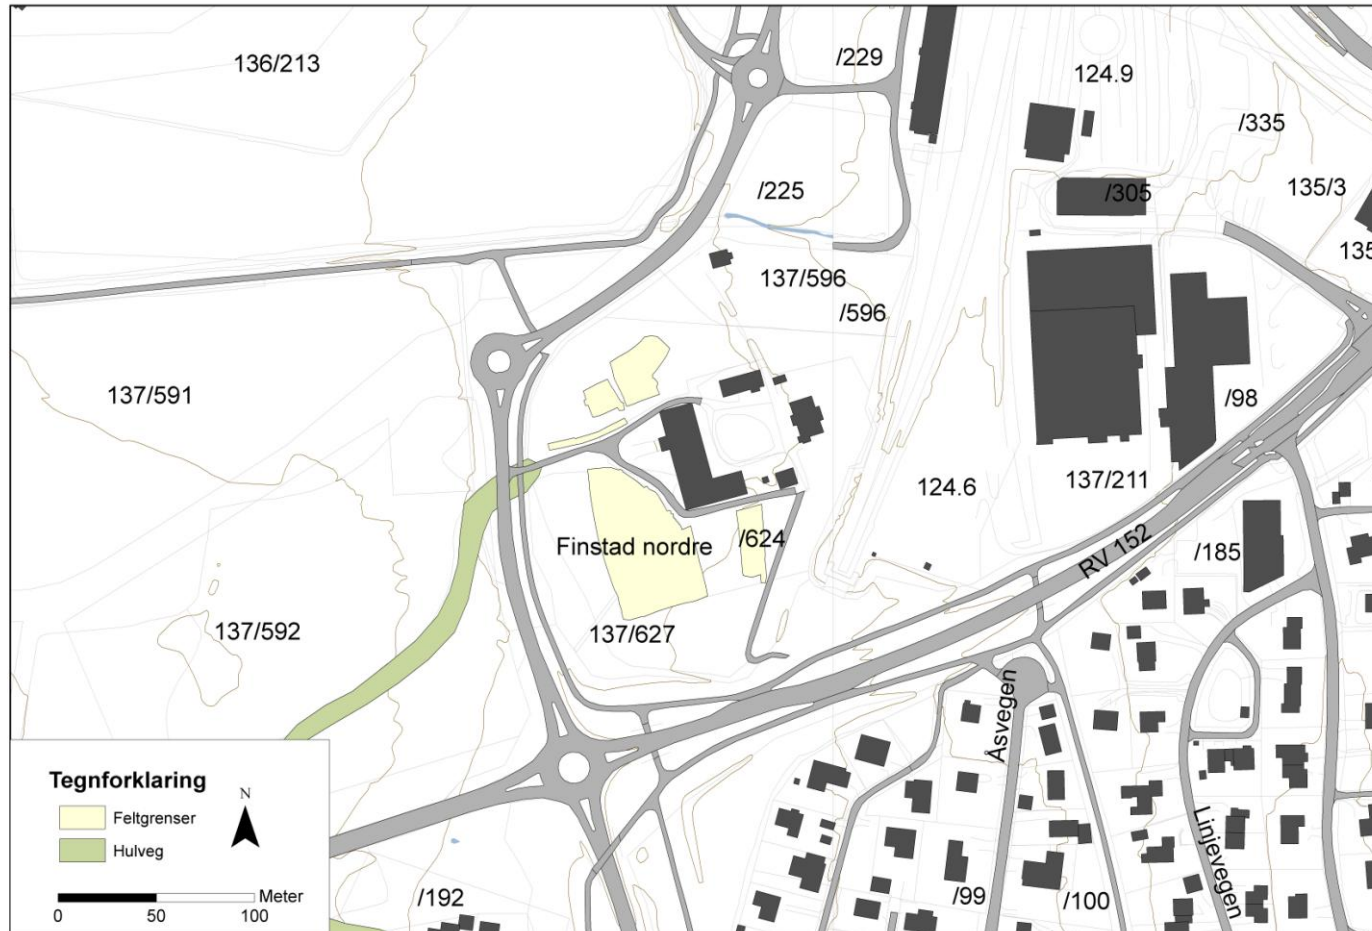 136/213
/229
124.9
/335
/225
/305
135/3
135
137/596
/596
137/591
/98
124.6
137/211
Finstad nordre
/624
RV 152
/185
137/592
137/627
Åsvegen
Linjevegen
Tegnforklaring
N
Feltgrenser
Hulveg
Meter
0 50 100
/192
/99
/100